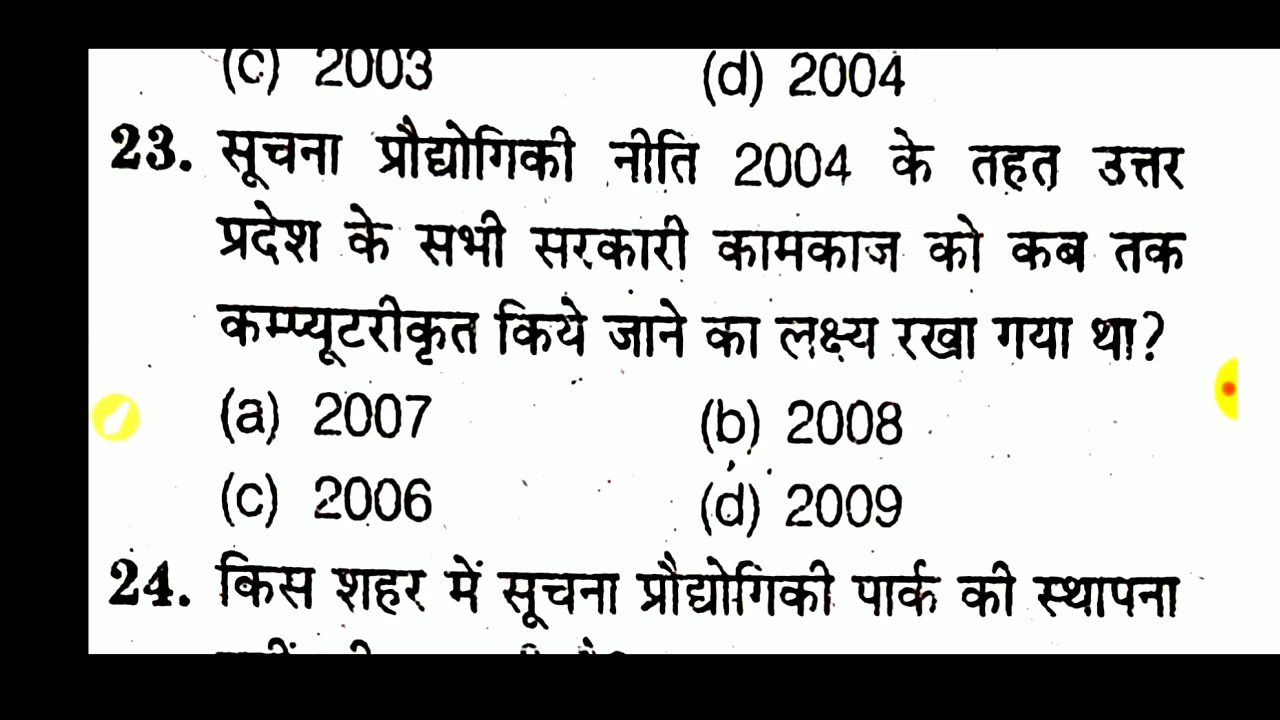 (c) 2003 (d) 2004
23. सूचना प्रौद्योगिकी नीति 2004 के तहत उत्तर
प्रदेश के सभी सरकारी कामकाज को कब तक
कम्प्यूटरीकृत किये जाने का लक्ष्य रखा गया था?
(a) 2007 (b) 2008
(c) 2006 (d) 2009
24. किस शहर में सूचना प्रौद्योगिकी पार्क की स्थापना